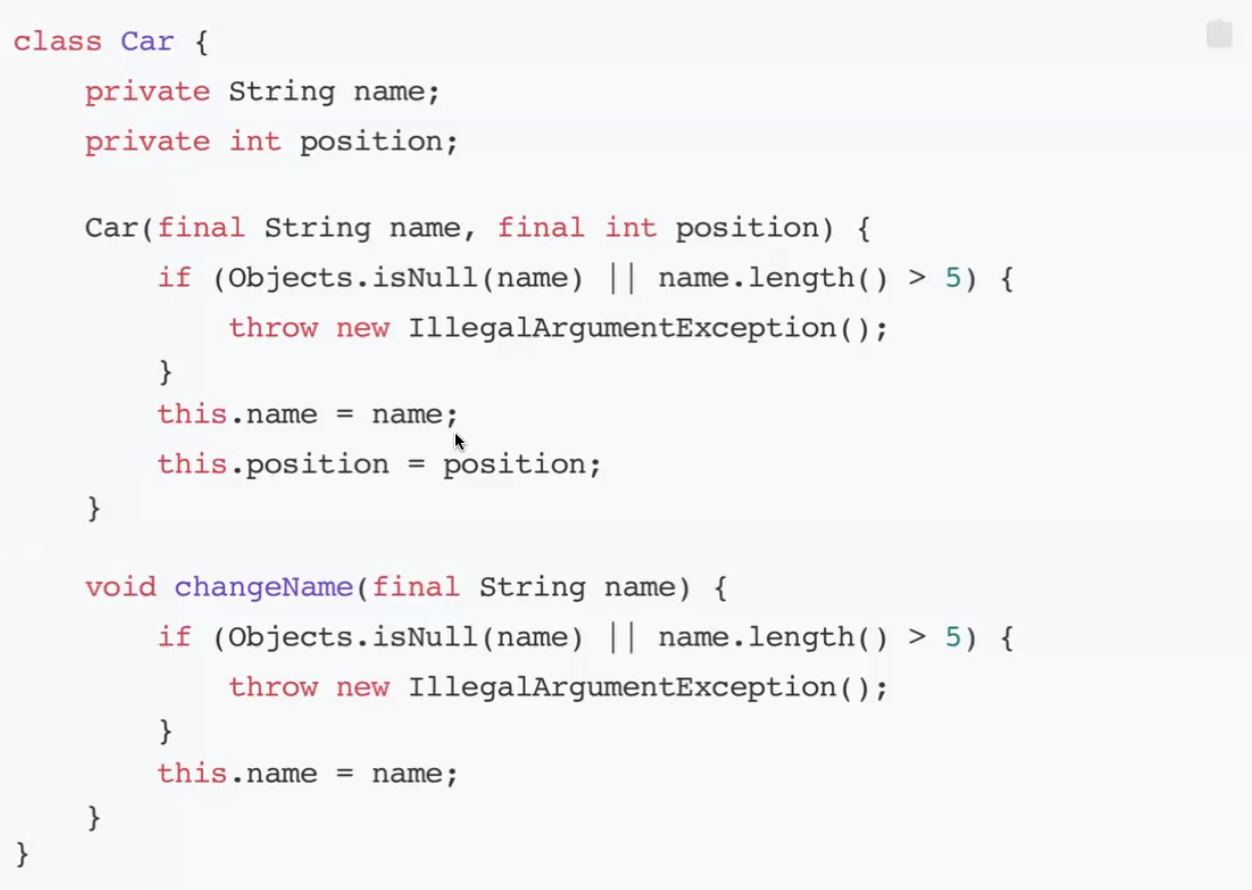 class Car {
    private String name;
    private int position;

    Car(final String name, final int position) {
        if (Objects.isNull(name) || name.length() > 5) {
            throw new IllegalArgumentException();
        }
        this.name = name;
        this.position = position;
    }

    void changeName(final String name) {
        if (Objects.isNull(name) || name.length() > 5) {
            throw new IllegalArgumentException();
        }
        this.name = name;
    }
}